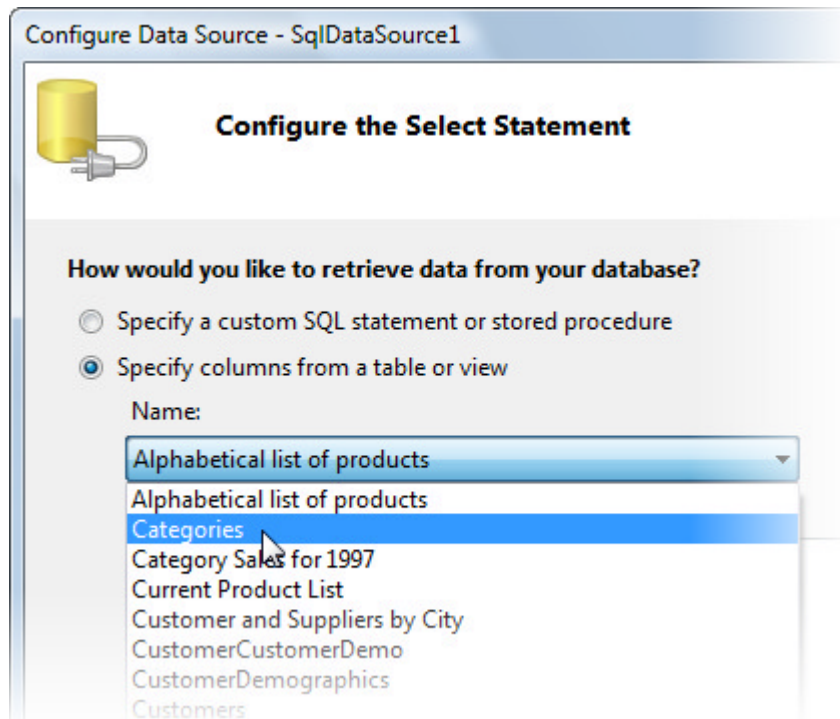 Configure Data Source - SqlDataSource1
Configure the Select Statement
How would you like to retrieve data from your database?
Specify a custom SQL statement or stored procedure
Specify columns from a table or view
Name:
Alphabetical list of products
Alphabetical list of products
Categories
Category Sales for 1997
Current Product List
Customer and Suppliers by City
CustomerCustomerDemo
CustomerDemographics
Customers